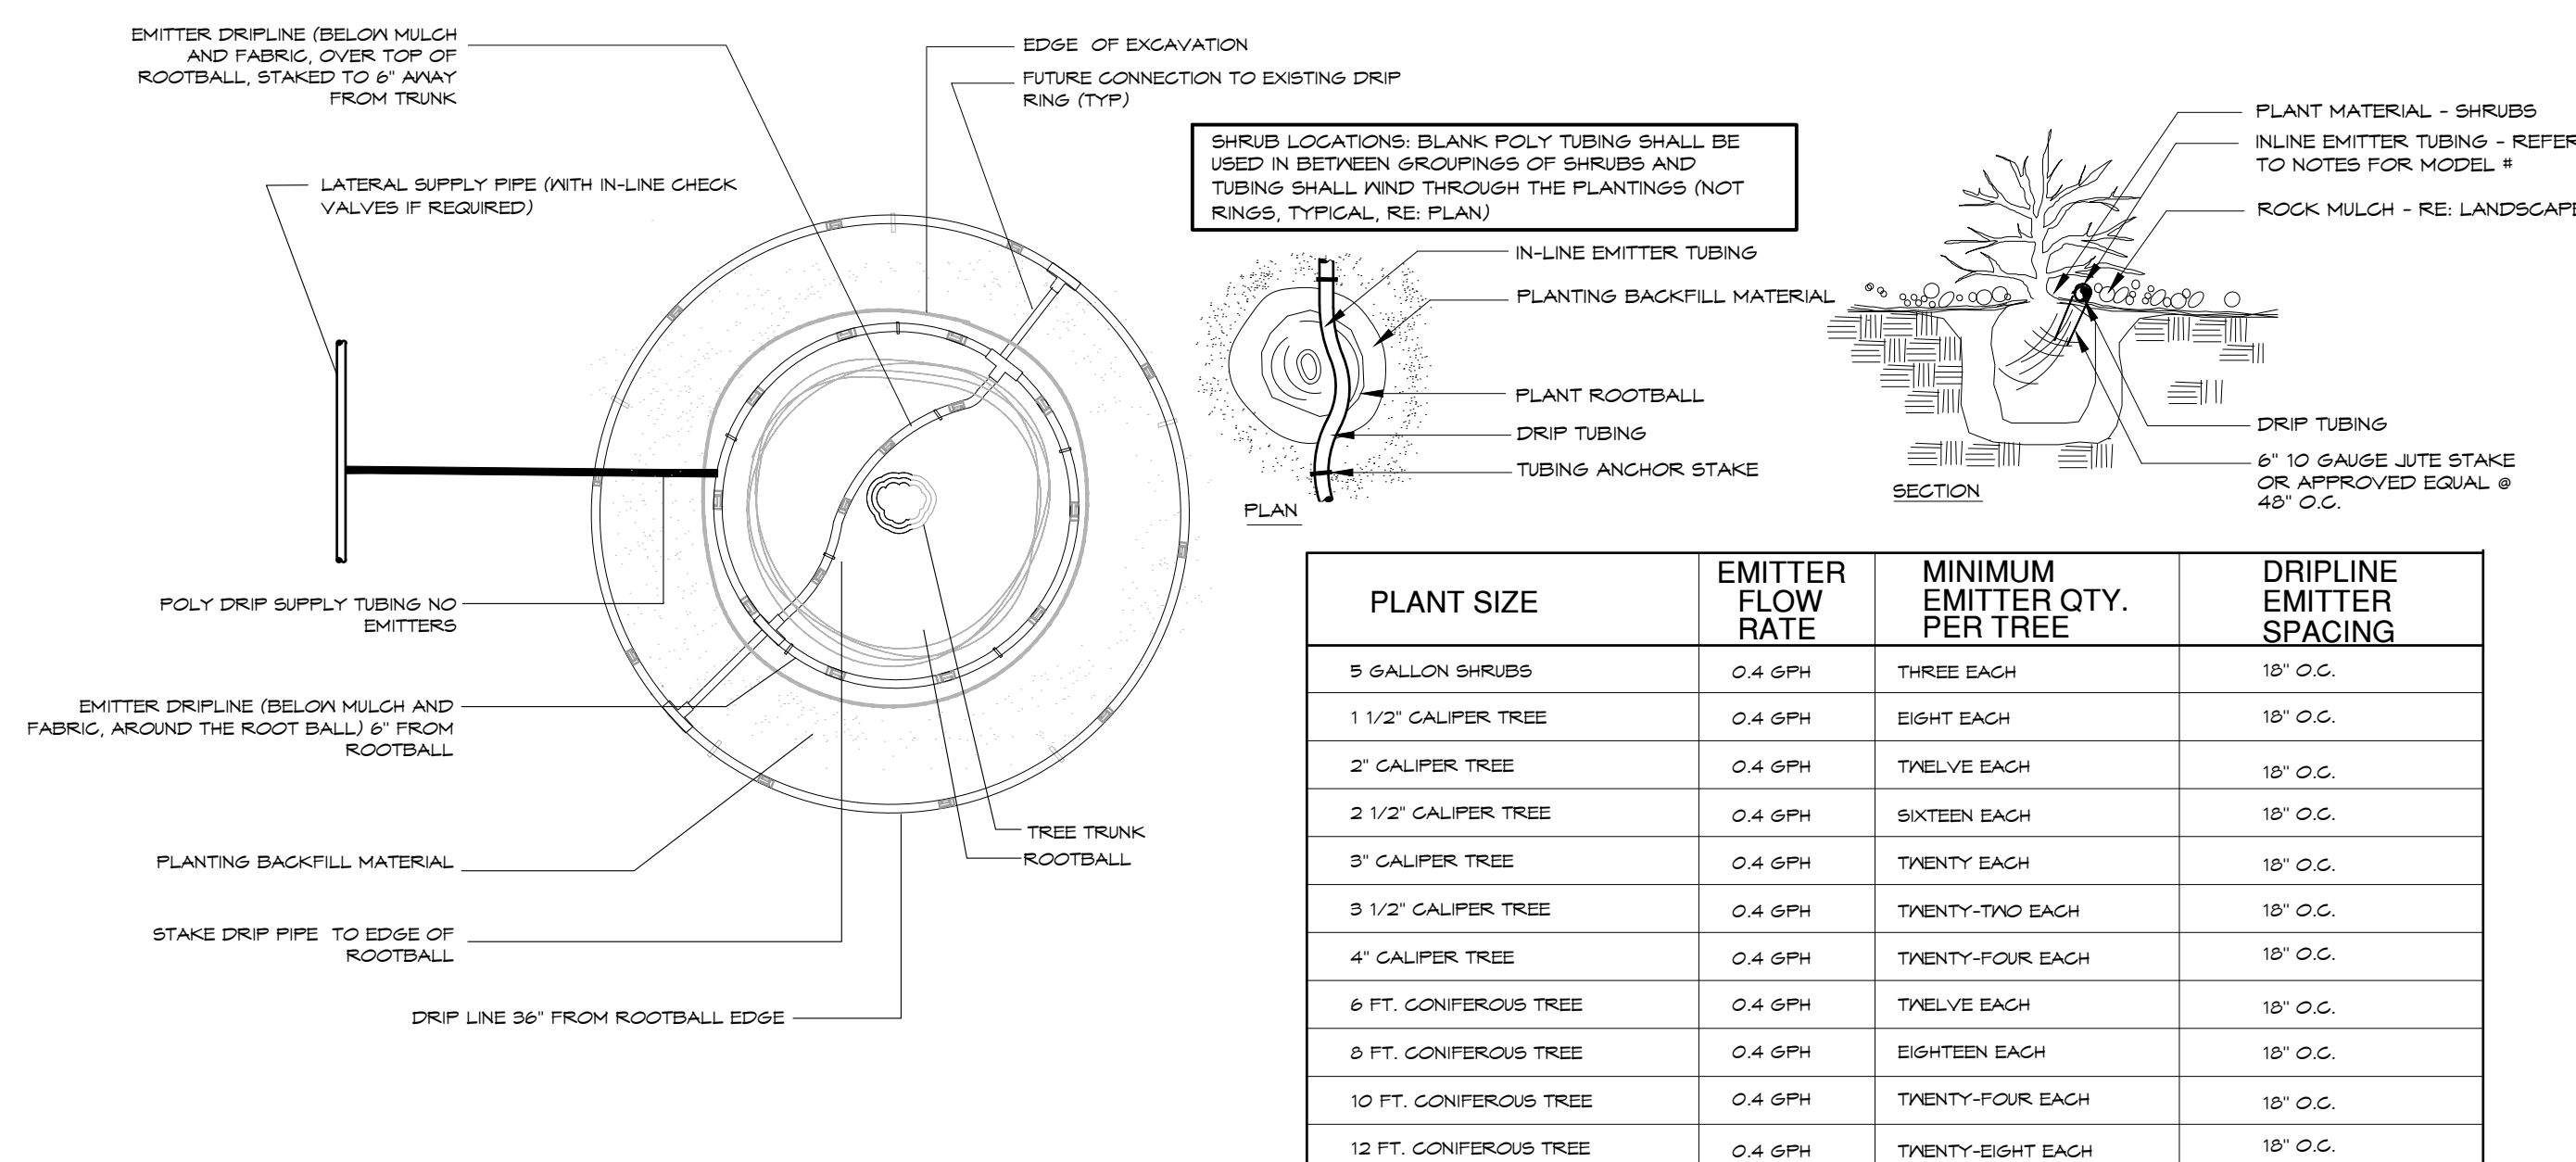 EMITTER DRIPLINE (BELOW MULCH
AND FABRIC, OVER TOP OF
ROOTBALL, STAKED TO 6" AWAY
FROM TRUNK
EDGE OF EXCAVATION
FUTURE CONNECTION TO EXISTING DRIP
RING (TYP)
LATERAL SUPPLY PIPE (WITH IN-LINE CHECK
VALVES IF REQUIRED)
POLY DRIP SUPPLY TUBING NO
EMITTERS
EMITTER DRIPLINE (BELOW MULCH AND
FABRIC, AROUND THE ROOT BALL) 6" FROM
ROOTBALL
PLANTING BACKFILL MATERIAL
STAKE DRIP PIPE TO EDGE OF
ROOTBALL
DRIP LINE 36" FROM ROOTBALL EDGE
TREE TRUNK
ROOTBALL
SHRUB LOCATIONS: BLANK POLY TUBING SHALL BE
USED IN BETWEEN GROUPINGS OF SHRUBS AND
TUBING SHALL WIND THROUGH THE PLANTINGS (NOT
RINGS, TYPICAL, RE: PLAN)
IN-LINE EMITTER TUBING
PLANTING BACKFILL MATERIAL
PLANT ROOTBALL
DRIP TUBING
TUBING ANCHOR STAKE
PLAN
PLANT MATERIAL - SHRUBS
INLINE EMITTER TUBING - REFER
TO NOTES FOR MODEL #
ROCK MULCH - RE: LANDSCAPE
DRIP TUBING
6" 10 GAUGE JUTE STAKE
OR APPROVED EQUAL @
48" O.C.
SECTION
PLANT SIZE
EMITTER
FLOW
RATE
MINIMUM
EMITTER QTY.
PER TREE
DRIPLINE
EMITTER
SPACING
5 GALLON SHRUBS 0.4 GPH THREE EACH 18" O.C.
1 1/2" CALIPER TREE 0.4 GPH EIGHT EACH 18" O.C.
2" CALIPER TREE 0.4 GPH TWELVE EACH 18" O.C.
2 1/2" CALIPER TREE 0.4 GPH SIXTEEN EACH 18" O.C.
3" CALIPER TREE 0.4 GPH TWENTY EACH 18" O.C.
3 1/2" CALIPER TREE 0.4 GPH TWENTY-TWO EACH 18" O.C.
4" CALIPER TREE 0.4 GPH TWENTY-FOUR EACH 18" O.C.
6 FT. CONIFEROUS TREE 0.4 GPH TWELVE EACH 18" O.C.
8 FT. CONIFEROUS TREE 0.4 GPH EIGHTEEN EACH 18" O.C.
10 FT. CONIFEROUS TREE 0.4 GPH TWENTY-FOUR EACH 18" O.C.
12 FT. CONIFEROUS TREE 0.4 GPH TWENTY-EIGHT EACH 18" O.C.